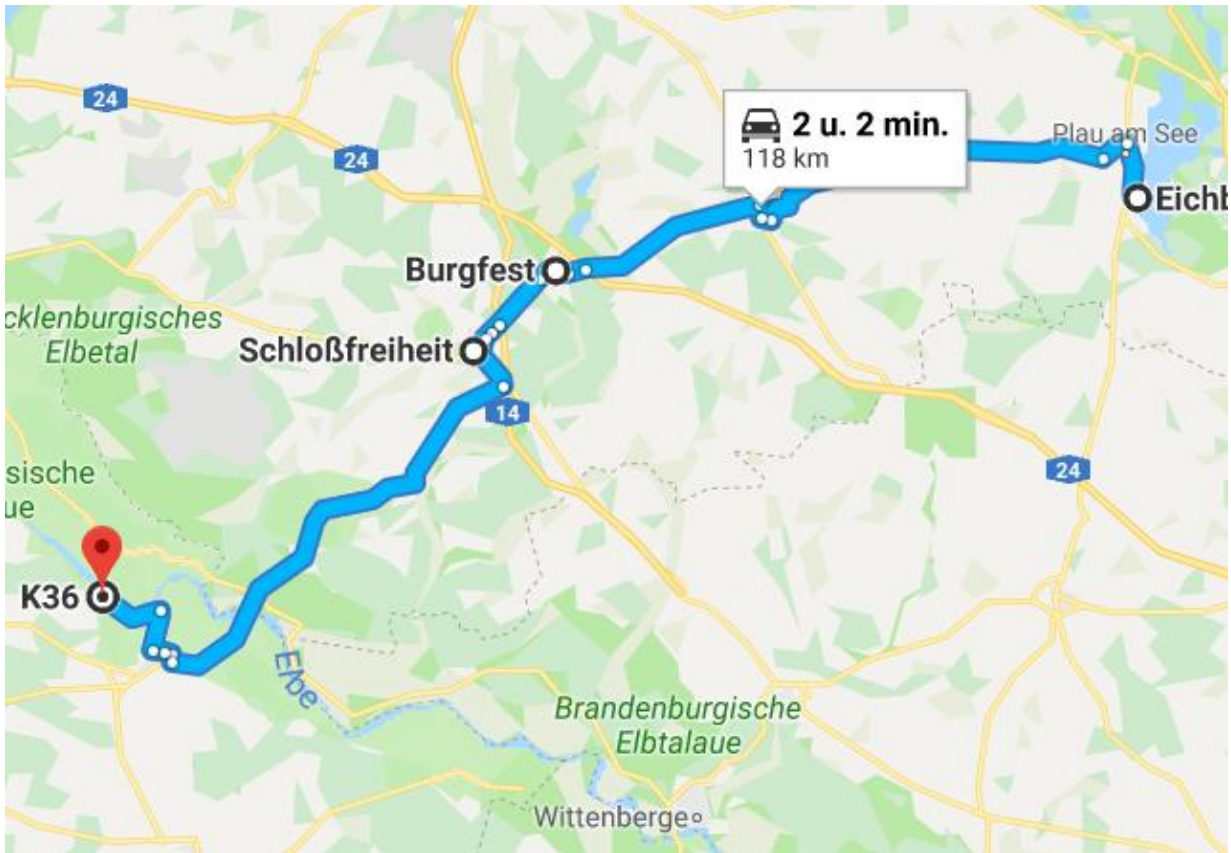 24
24
2 u. 2 min.
118 km
Plau am See
Eichb
Burgfest
cklenburgisches
Elbetal
Schloßfreiheit
14
24
sische
ue
K36
Elbe
Brandenburgische
Elbtalaue
Wittenberge